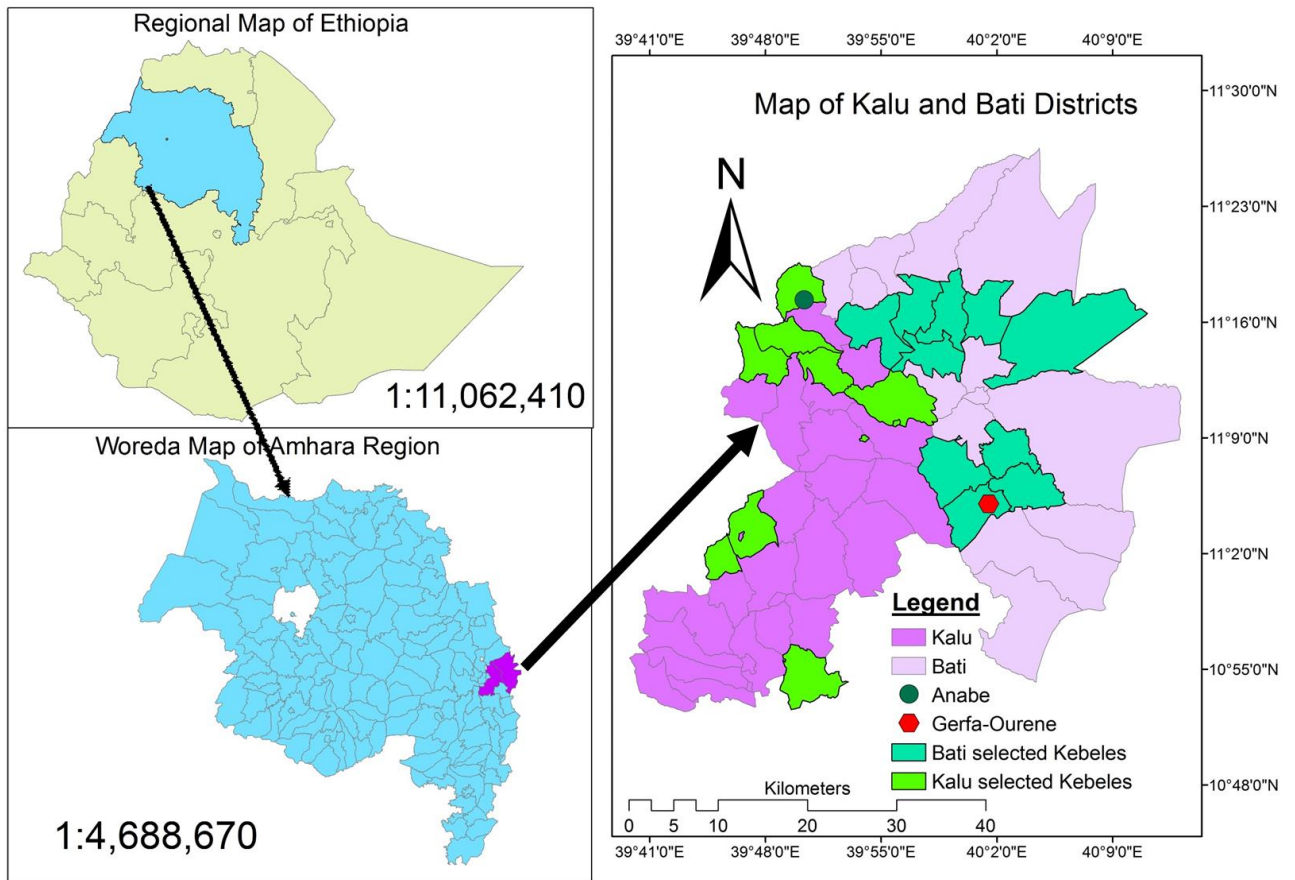 Regional Map of Ethiopia
1:11,062,410
Woreda Map of Amhara Region
1:4,688,670
39°41'0"E 39°48'0"E 39°55'0"E 40°2'0"E 40°9'0"E
Map of Kalu and Bati Districts
N
11°30'0"N
11°23'0"N
11°16'0"N
11°9'0"N
11°2'0"N
10°55'0"N
10°48'0"N
Legend
Kalu
Bati
Anabe
Gerfa-Ourene
Bati selected Kebeles
Kalu selected Kebeles
Kilometers
0 5 10 20 30 40
39°41'0"E 39°48'0"E 39°55'0"E 40°2'0"E 40°9'0"E